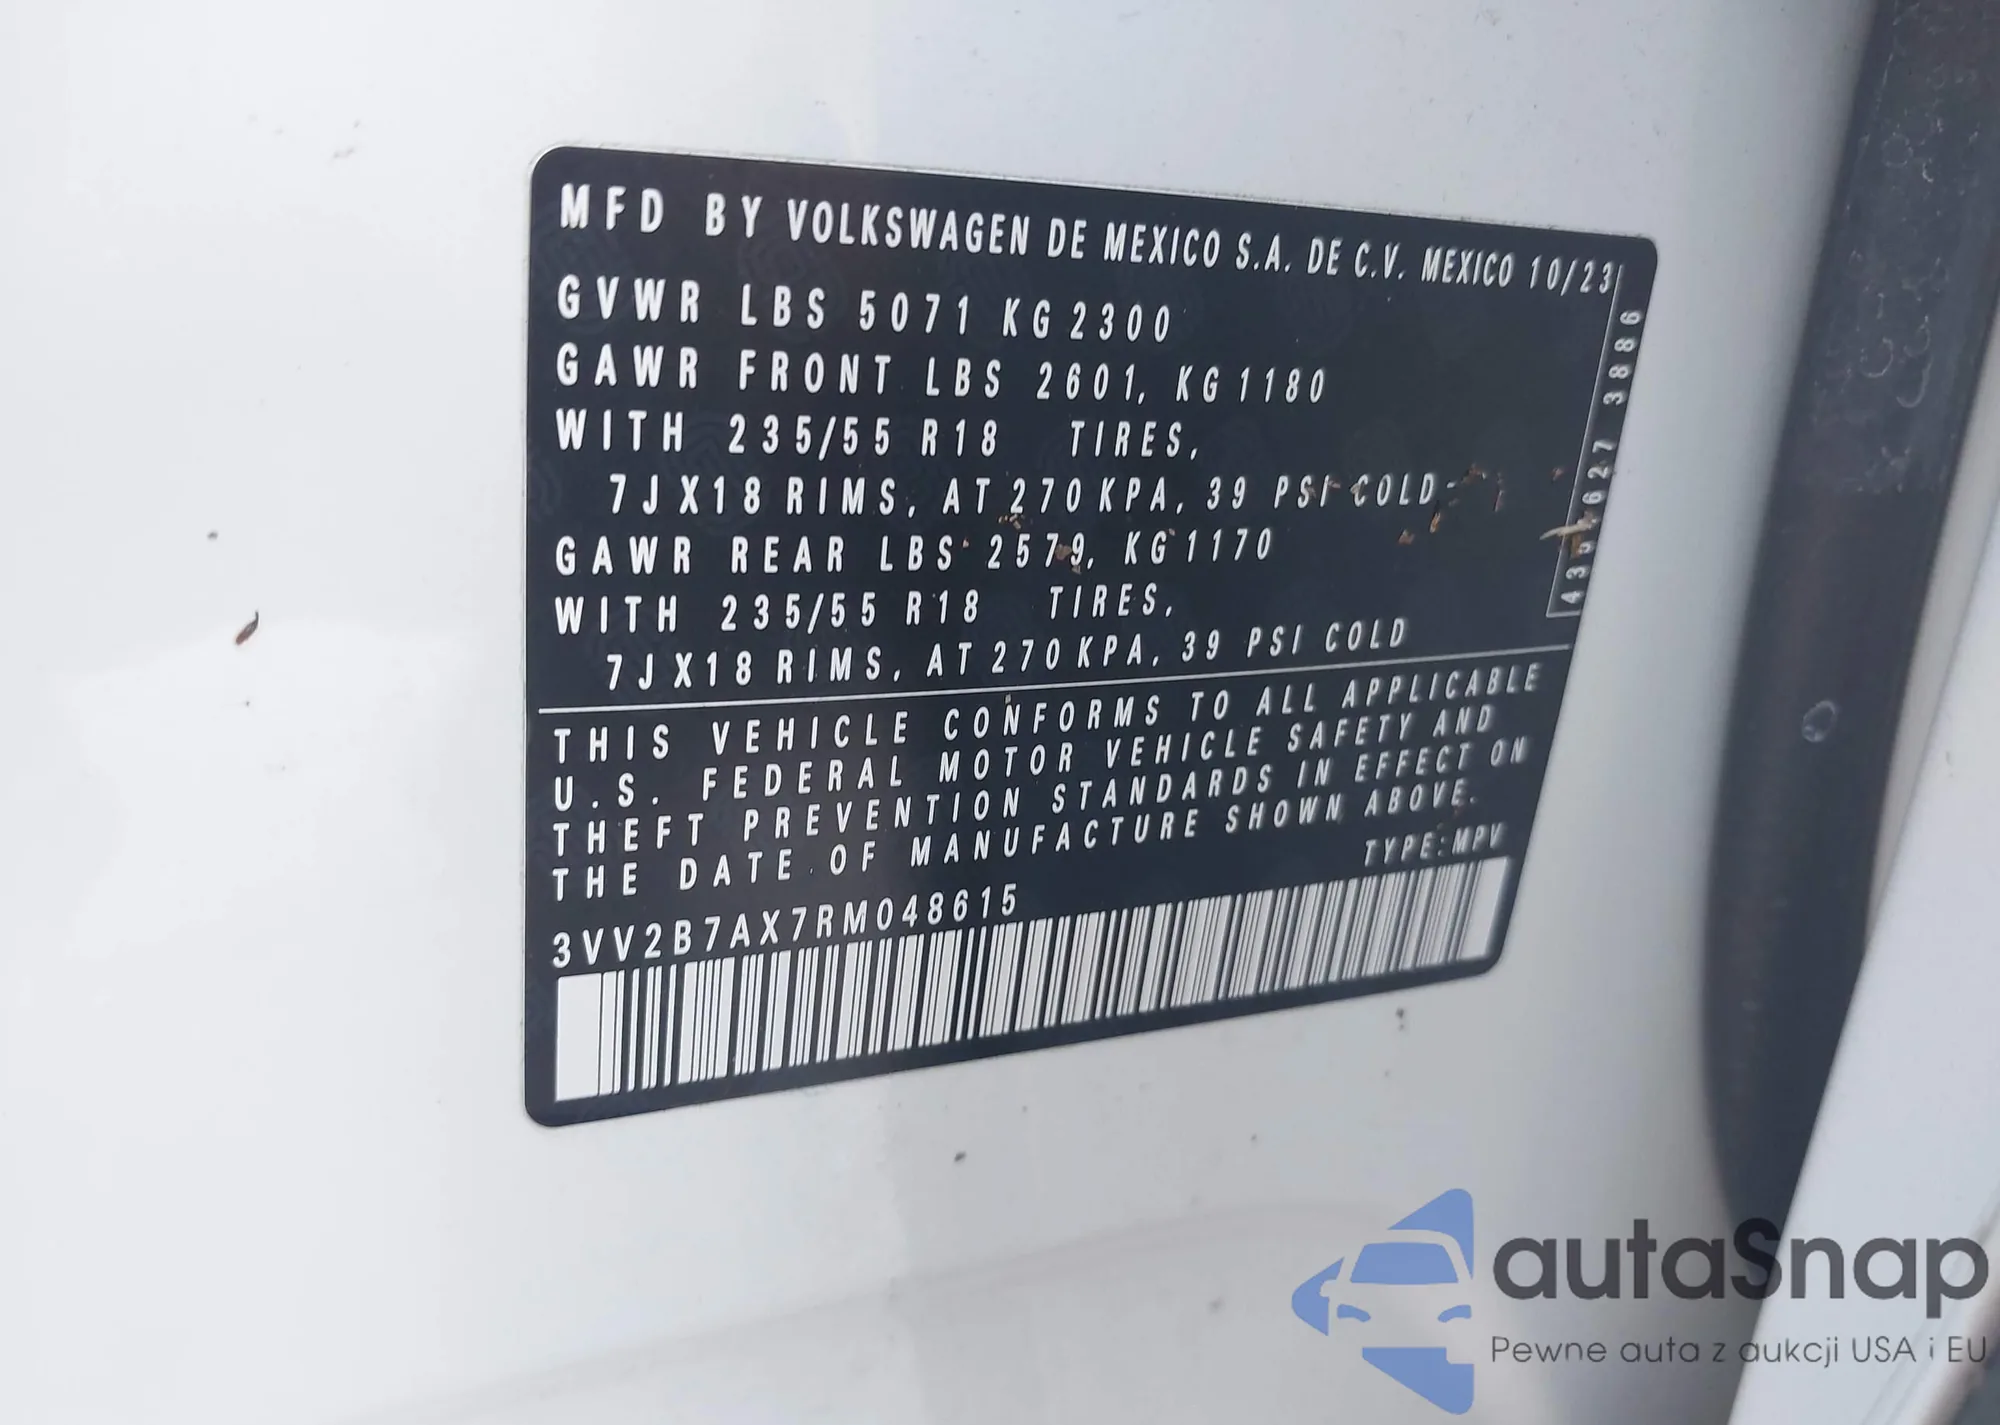 MFD BY VOLKSWAGEN DE MEXICO S.A. DE C.V. MEXICO 10/23
GVWR LBS 5071 KG 2300
GAWR FRONT LBS 2601, KG 1180
WITH 235/55 R18 TIRES,
7JX18 RIMS, AT 270 KPA, 39 PSI COLD
GAWR REAR LBS 2579, KG 1170
WITH 235/55 R18 TIRES,
7JX18 RIMS, AT 270 KPA, 39 PSI COLD
THIS VEHICLE CONFORMS TO ALL APPLICABLE
U.S. FEDERAL MOTOR VEHICLE SAFETY AND
THEFT PREVENTION STANDARDS IN EFFECT ON
THE DATE OF MANUFACTURE SHOWN ABOVE.
TYPE: MPV
3VV2B7AX7RM048615
627 3886
autaSnap
Pewne auta z aukcji USA i EU